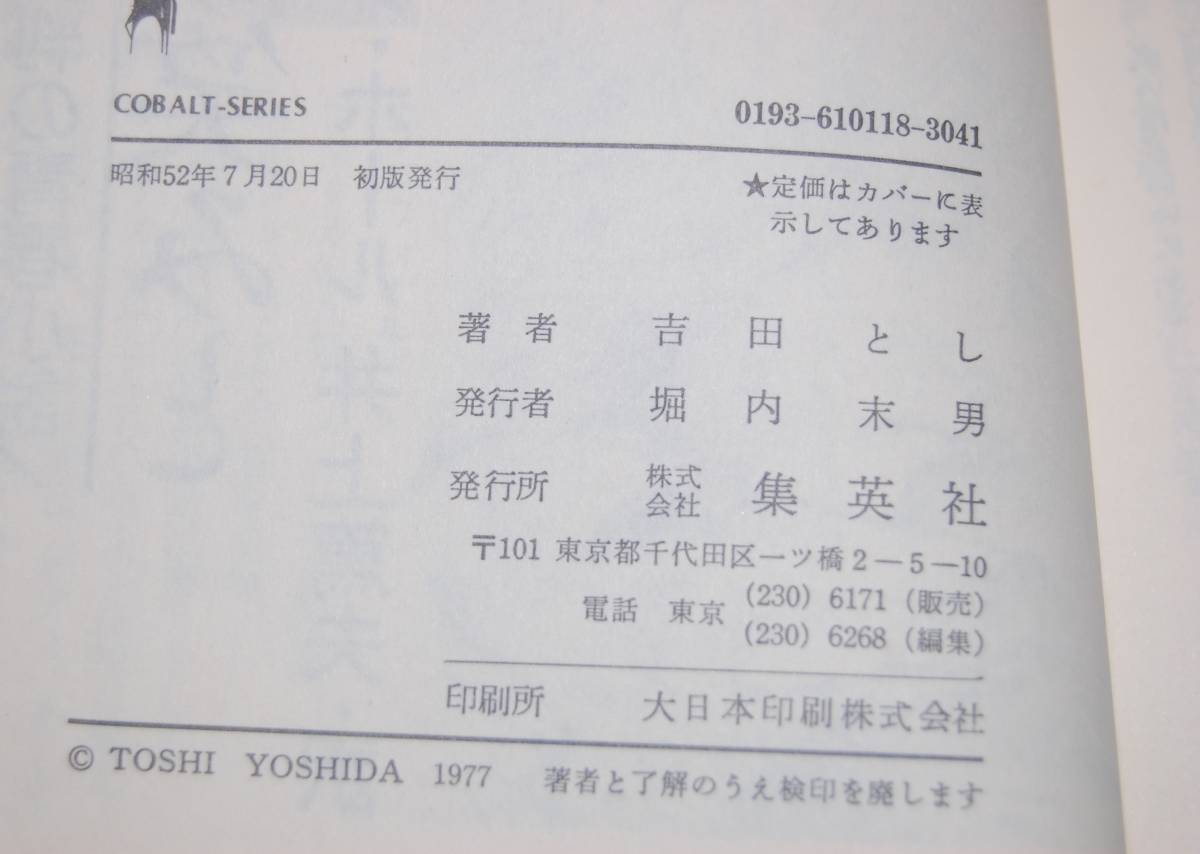 COBALT-SERIES 0193-610118-3041
昭和52年7月20日 初版発行
★定価はカバーに表
示してあります
著者 吉田とし
発行者 堀内末男
発行所 株式会社 集英社
〒101 東京都千代田区一ツ橋2-5-10
電話 東京 (230) 6171 (販売)
(230) 6268 (編集)
印刷所 大日本印刷株式会社
© TOSHI YOSHIDA 1977 著者と了解のうえ検印を廃します